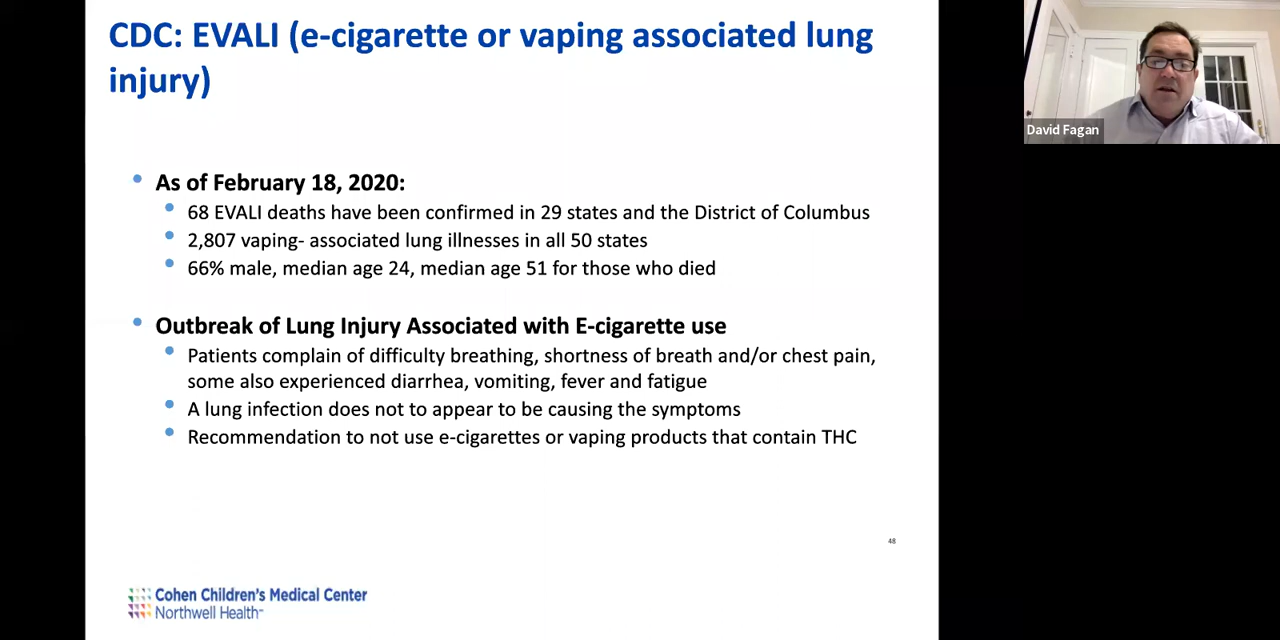 CDC: EVALI (e-cigarette or vaping associated lung
injury)
David Fagan
• As of February 18, 2020:
• 68 EVALI deaths have been confirmed in 29 states and the District of Columbus
• 2,807 vaping- associated lung illnesses in all 50 states
• 66% male, median age 24, median age 51 for those who died
• Outbreak of Lung Injury Associated with E-cigarette use
• Patients complain of difficulty breathing, shortness of breath and/or chest pain,
some also experienced diarrhea, vomiting, fever and fatigue
• A lung infection does not to appear to be causing the symptoms
• Recommendation to not use e-cigarettes or vaping products that contain THC
48
Cohen Children's Medical Center
Northwell Health